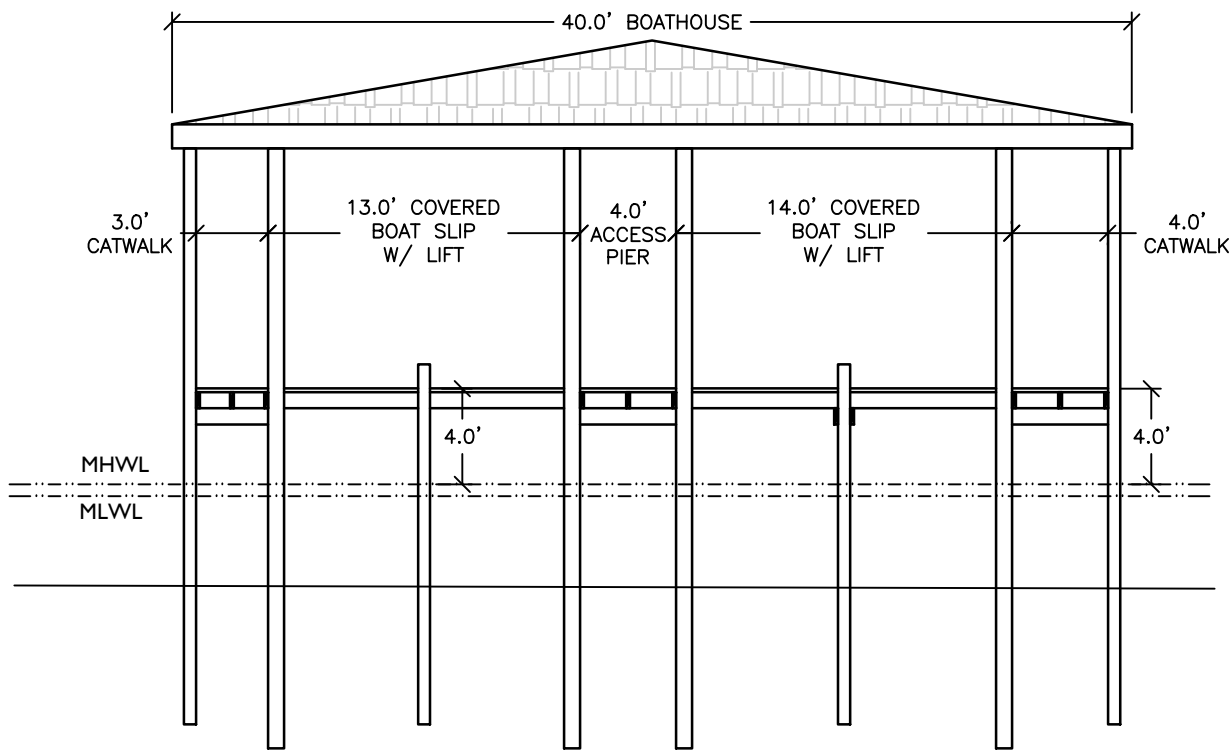 40.0' BOATHOUSE
3.0'
CATWALK
13.0' COVERED
BOAT SLIP
W/ LIFT
4.0'
ACCESS
PIER
14.0' COVERED
BOAT SLIP
W/ LIFT
4.0'
CATWALK
4.0'
4.0'
MHWL
MLWL